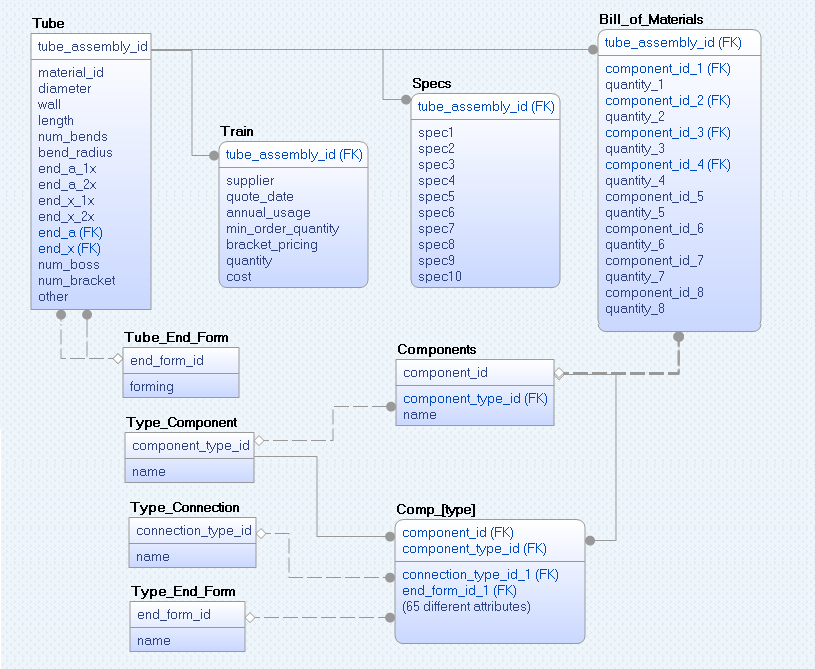 Tube
tube_assembly_id
material_id
diameter
wall
length
num_bends
bend_radius
end_a_1x
end_a_2x
end_x_1x
end_x_2x
end_a (FK)
end_x (FK)
num_boss
num_bracket
other
Train
tube_assembly_id (FK)
supplier
quote_date
annual_usage
min_order_quantity
bracket_pricing
quantity
cost
Specs
tube_assembly_id (FK)
spec1
spec2
spec3
spec4
spec5
spec6
spec7
spec8
spec9
spec10
Bill_of_Materials
tube_assembly_id (FK)
component_id_1 (FK)
quantity_1
component_id_2 (FK)
quantity_2
component_id_3 (FK)
quantity_3
component_id_4 (FK)
quantity_4
component_id_5
quantity_5
component_id_6
quantity_6
component_id_7
quantity_7
component_id_8
quantity_8
Tube_End_Form
end_form_id
forming
Components
component_id
component_type_id (FK)
name
Type_Component
component_type_id
name
Type_Connection
connection_type_id
name
Type_End_Form
end_form_id
name
Comp_[type]
component_id (FK)
component_type_id (FK)
connection_type_id_1 (FK)
end_form_id_1 (FK)
(65 different attributes)